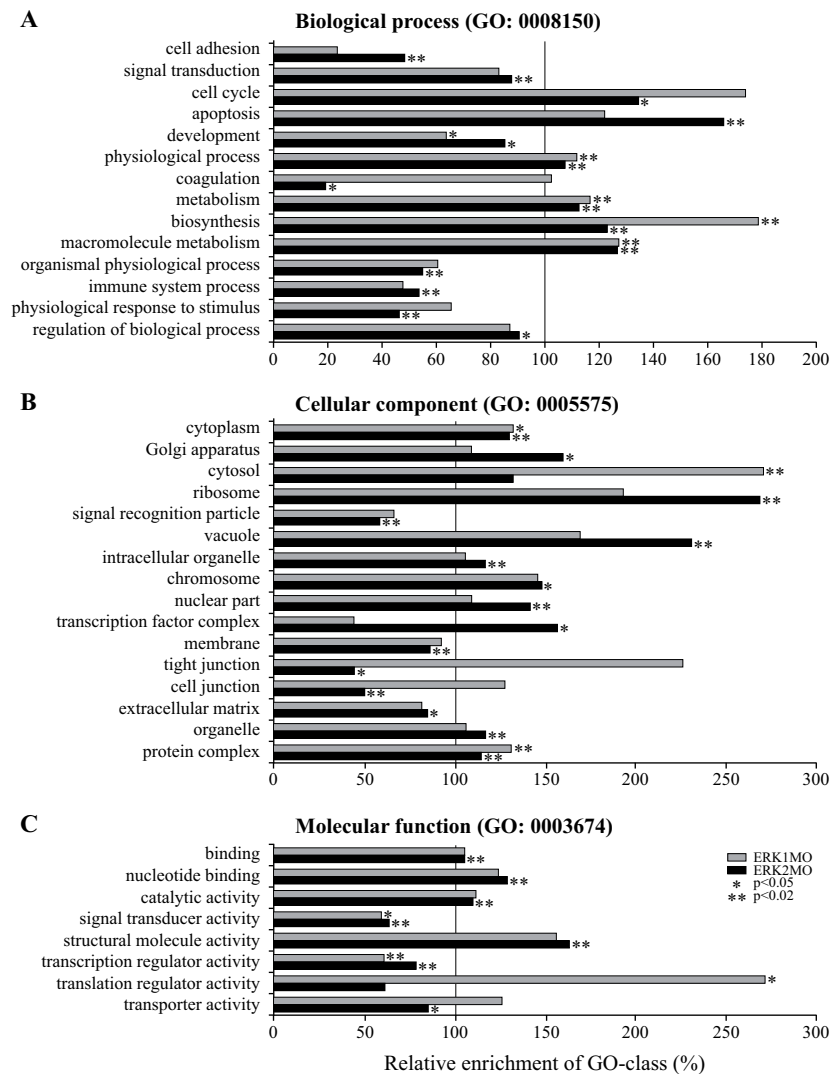 A
Biological process (GO: 0008150)
cell adhesion
**
signal transduction
**
cell cycle
*
apoptosis
**
development
*
*
physiological process
**
**
coagulation
*
metabolism
**
**
biosynthesis
**
**
macromolecule metabolism
**
**
organismal physiological process
**
immune system process
**
physiological response to stimulus
**
regulation of biological process
*
0 20 40 60 80 100 120 140 160 180 200
B
Cellular component (GO: 0005575)
cytoplasm
*
**
Golgi apparatus
*
cytosol
**
ribosome
**
signal recognition particle
**
vacuole
**
intracellular organelle
**
chromosome
*
nuclear part
**
transcription factor complex
*
membrane
**
tight junction
*
cell junction
**
extracellular matrix
*
organelle
**
protein complex
**
**
0 50 100 150 200 250 300
C
Molecular function (GO: 0003674)
binding
**
nucleotide binding
**
catalytic activity
**
signal transducer activity
*
**
structural molecule activity
**
transcription regulator activity
**
**
translation regulator activity
*
transporter activity
*
ERK1MO
ERK2MO
* p<0.05
** p<0.02
0 50 100 150 200 250 300
Relative enrichment of GO-class (%)